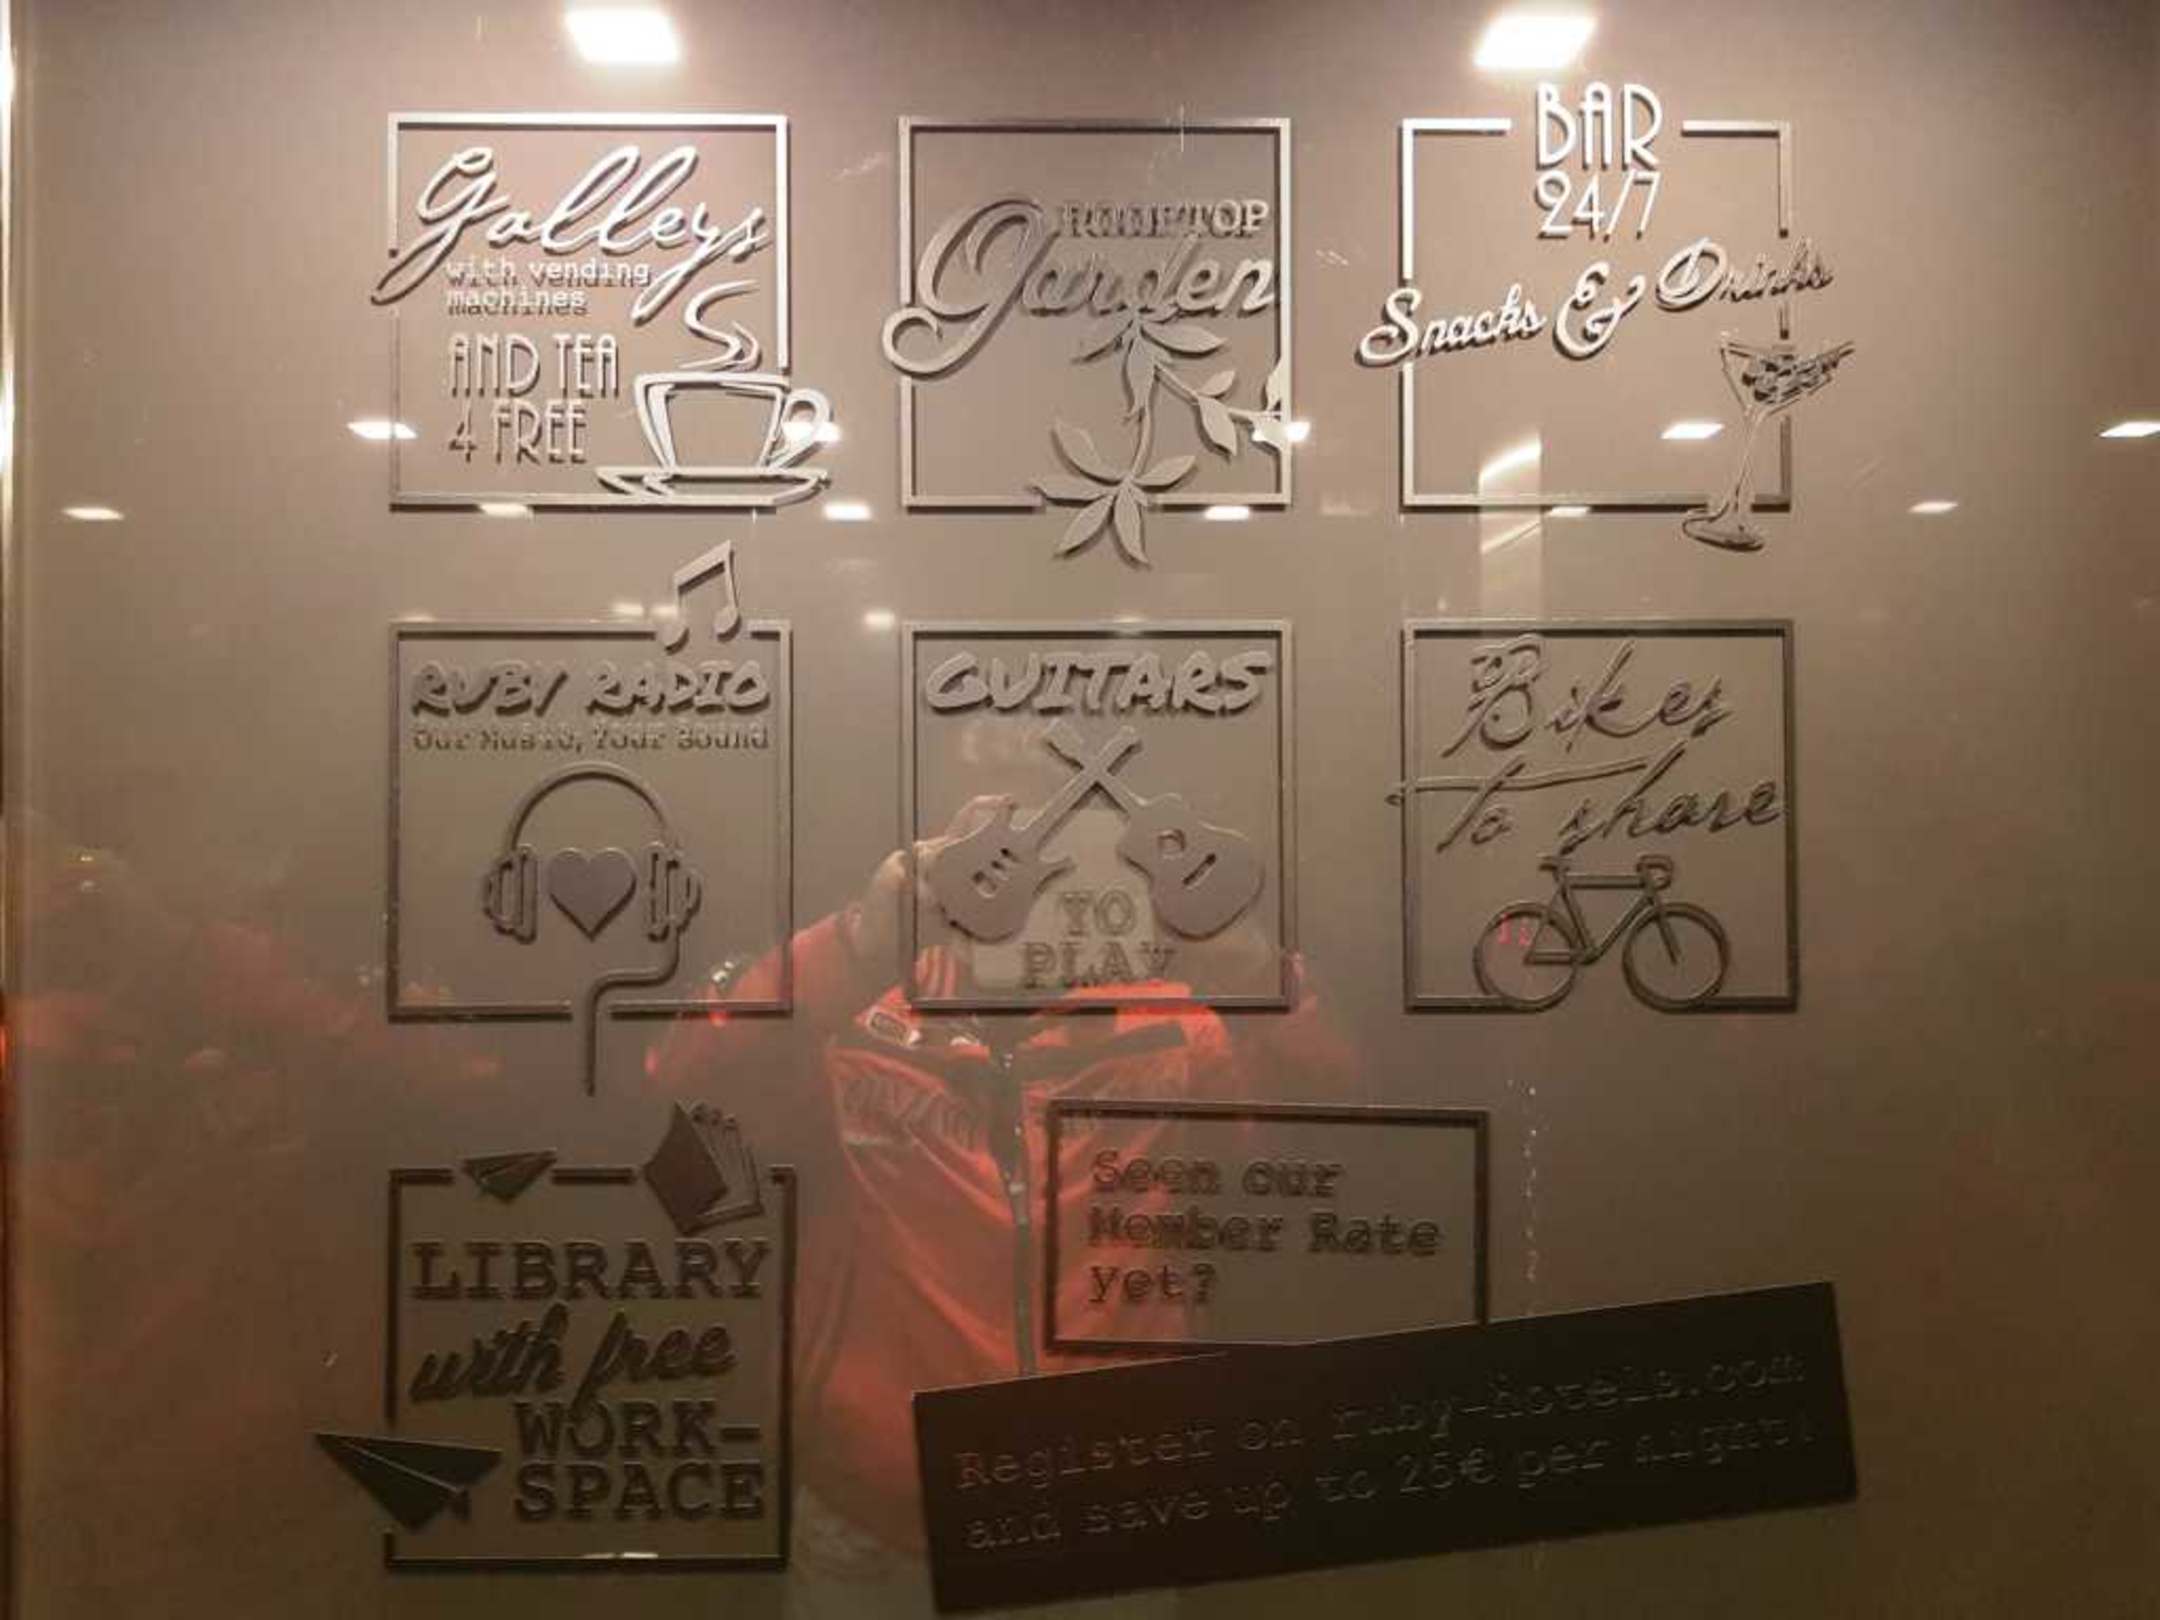 Galleys
with vending
machines
AND TEA
4 FREE
ROOFTOP
Garden
BAR
24/7
Snacks & Drinks
RUBY RADIO
Our Music, Your Sound
GUITARS
TO
PLAY
Bikes
to share
LIBRARY
with free
WORK-
SPACE
Seen our
Member Rate
yet?
Register on ruby-hotels.com
and save up to 25€ per night!